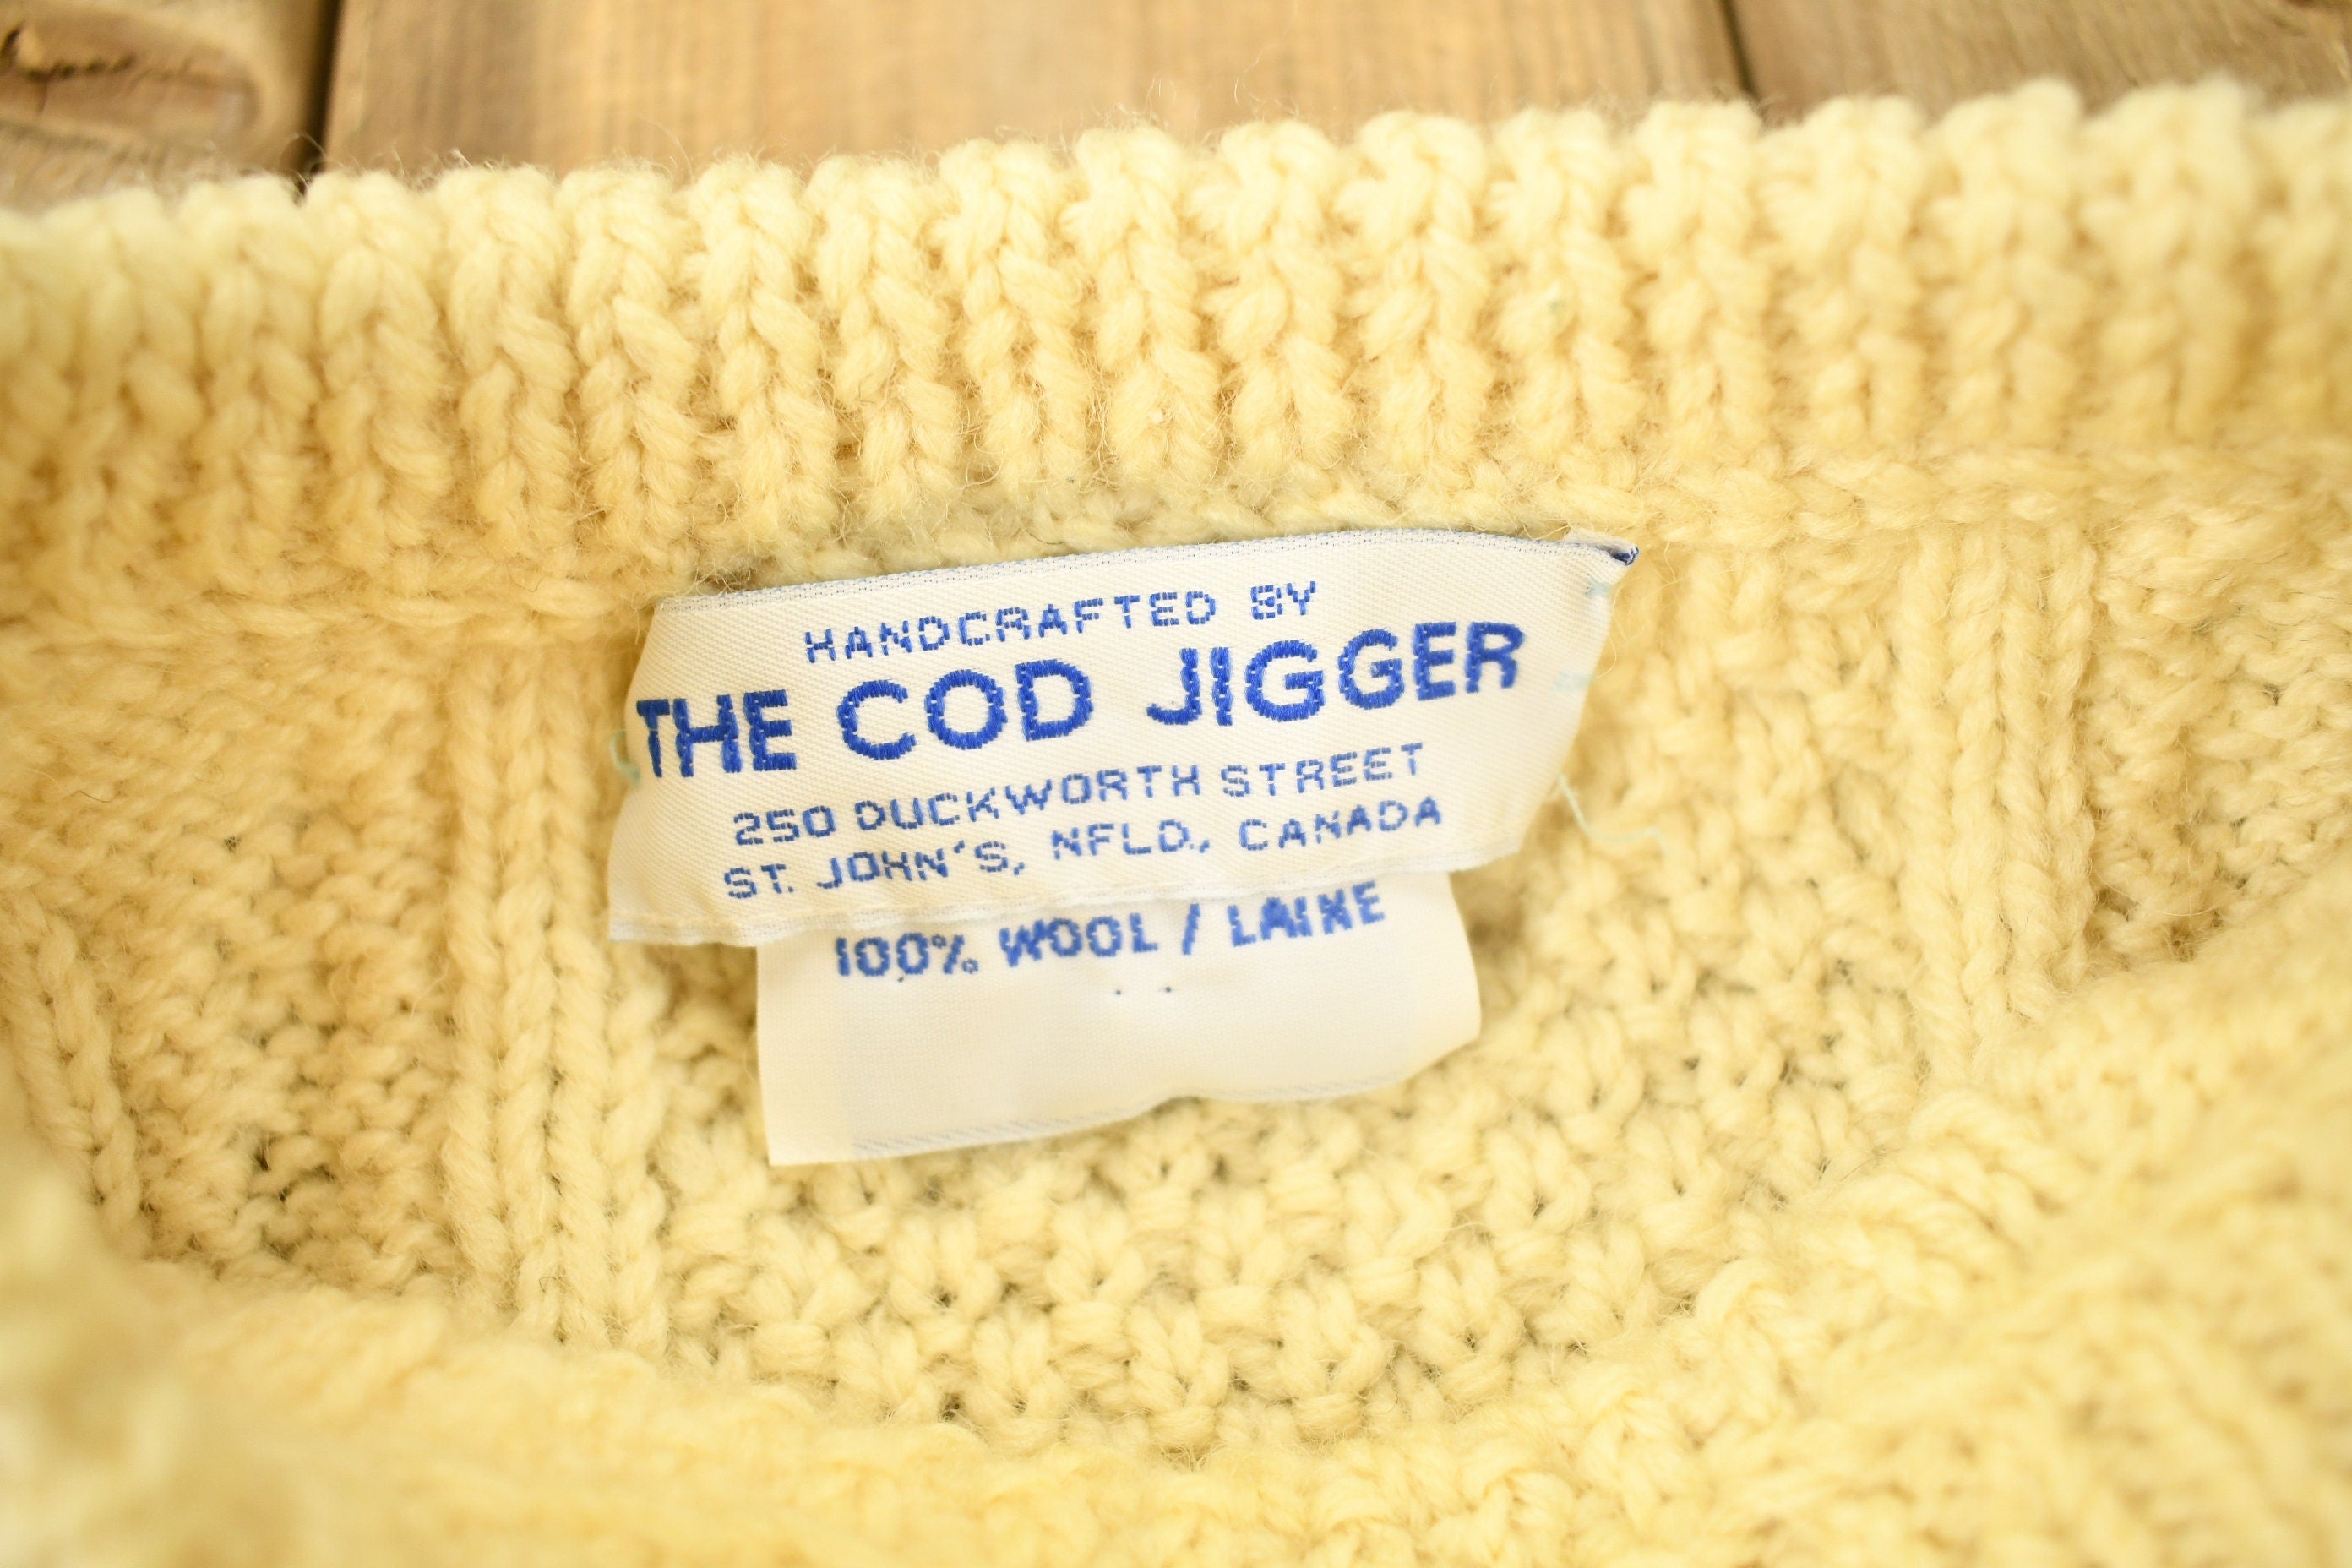 HANDCRAFTED BY
THE COD JIGGER
250 DUCKWORTH STREET
ST. JOHN'S, NFLD., CANADA
100% WOOL / LAINE